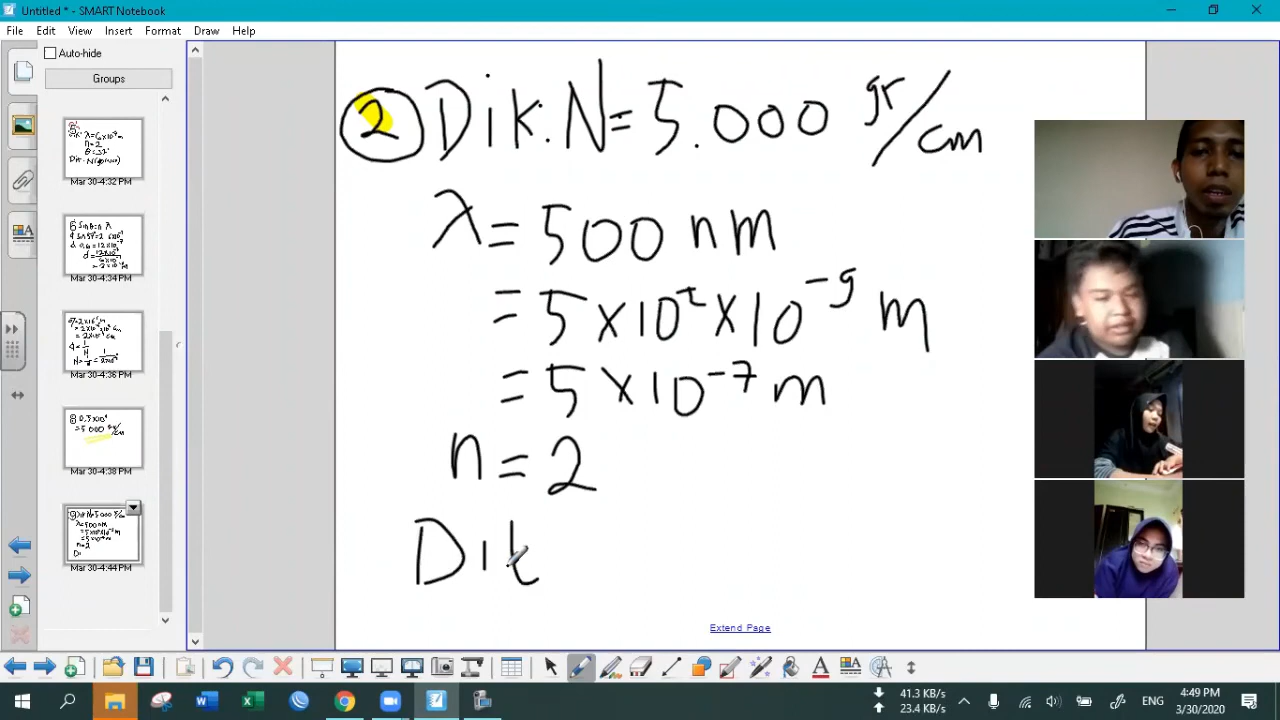 Untitled * - SMART Notebook
File Edit View Insert Format Draw Help
Auto-hide
Groups
Mar 30-4:32 PM
Mar 30-4:34 PM
Mar 30-4:38 PM
Mar 30-4:38 PM
Mar 30-4:44 PM
2 Dik. N = 5.000 gr/cm
λ = 500 nm
= 5 × 10² × 10⁻⁹ m
= 5 × 10⁻⁷ m
n = 2
Dit
Extend Page
41.3 KB/s
23.4 KB/s
ENG
4:49 PM
3/30/2020